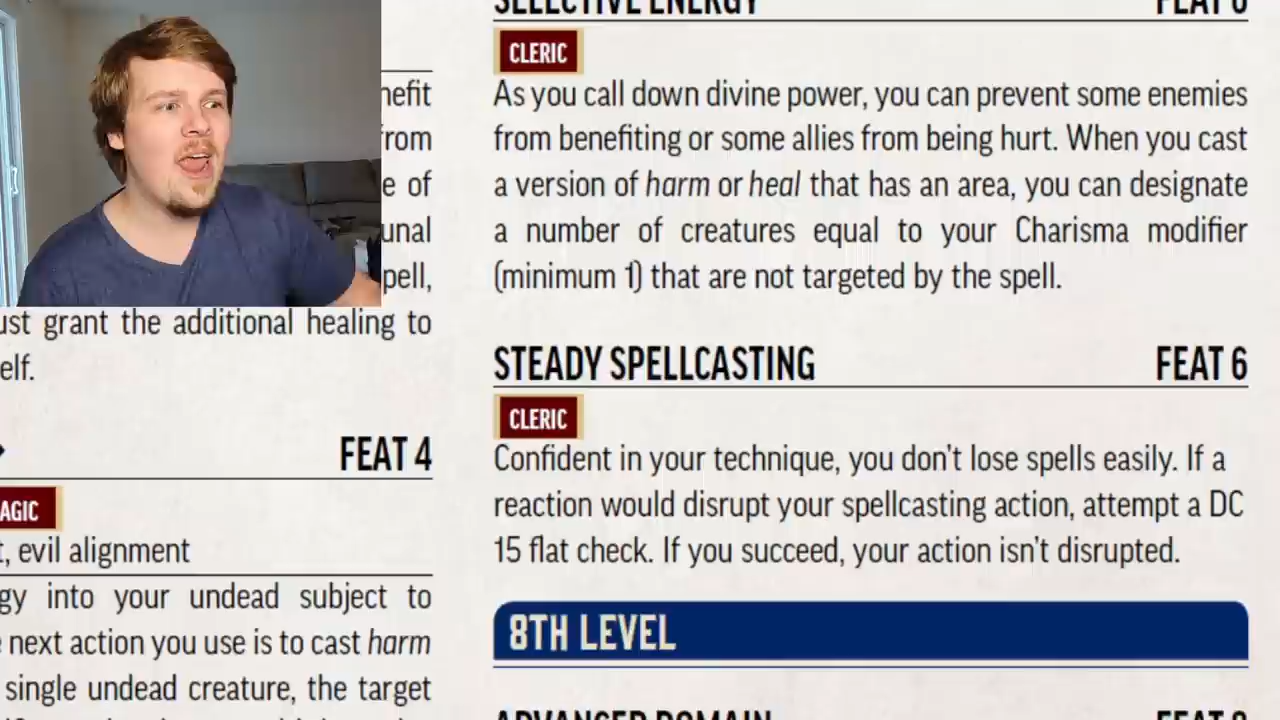 nefit
from
e of
unal
pell,
ust grant the additional healing to
elf.
FEAT 4
AGIC
t, evil alignment
gy into your undead subject to
e next action you use is to cast harm
single undead creature, the target
SELECTIVE ENERGY FEAT 6
CLERIC
As you call down divine power, you can prevent some enemies
from benefiting or some allies from being hurt. When you cast
a version of harm or heal that has an area, you can designate
a number of creatures equal to your Charisma modifier
(minimum 1) that are not targeted by the spell.
STEADY SPELLCASTING FEAT 6
CLERIC
Confident in your technique, you don't lose spells easily. If a
reaction would disrupt your spellcasting action, attempt a DC
15 flat check. If you succeed, your action isn't disrupted.
8TH LEVEL
ADVANCED DOMAIN FEAT 8